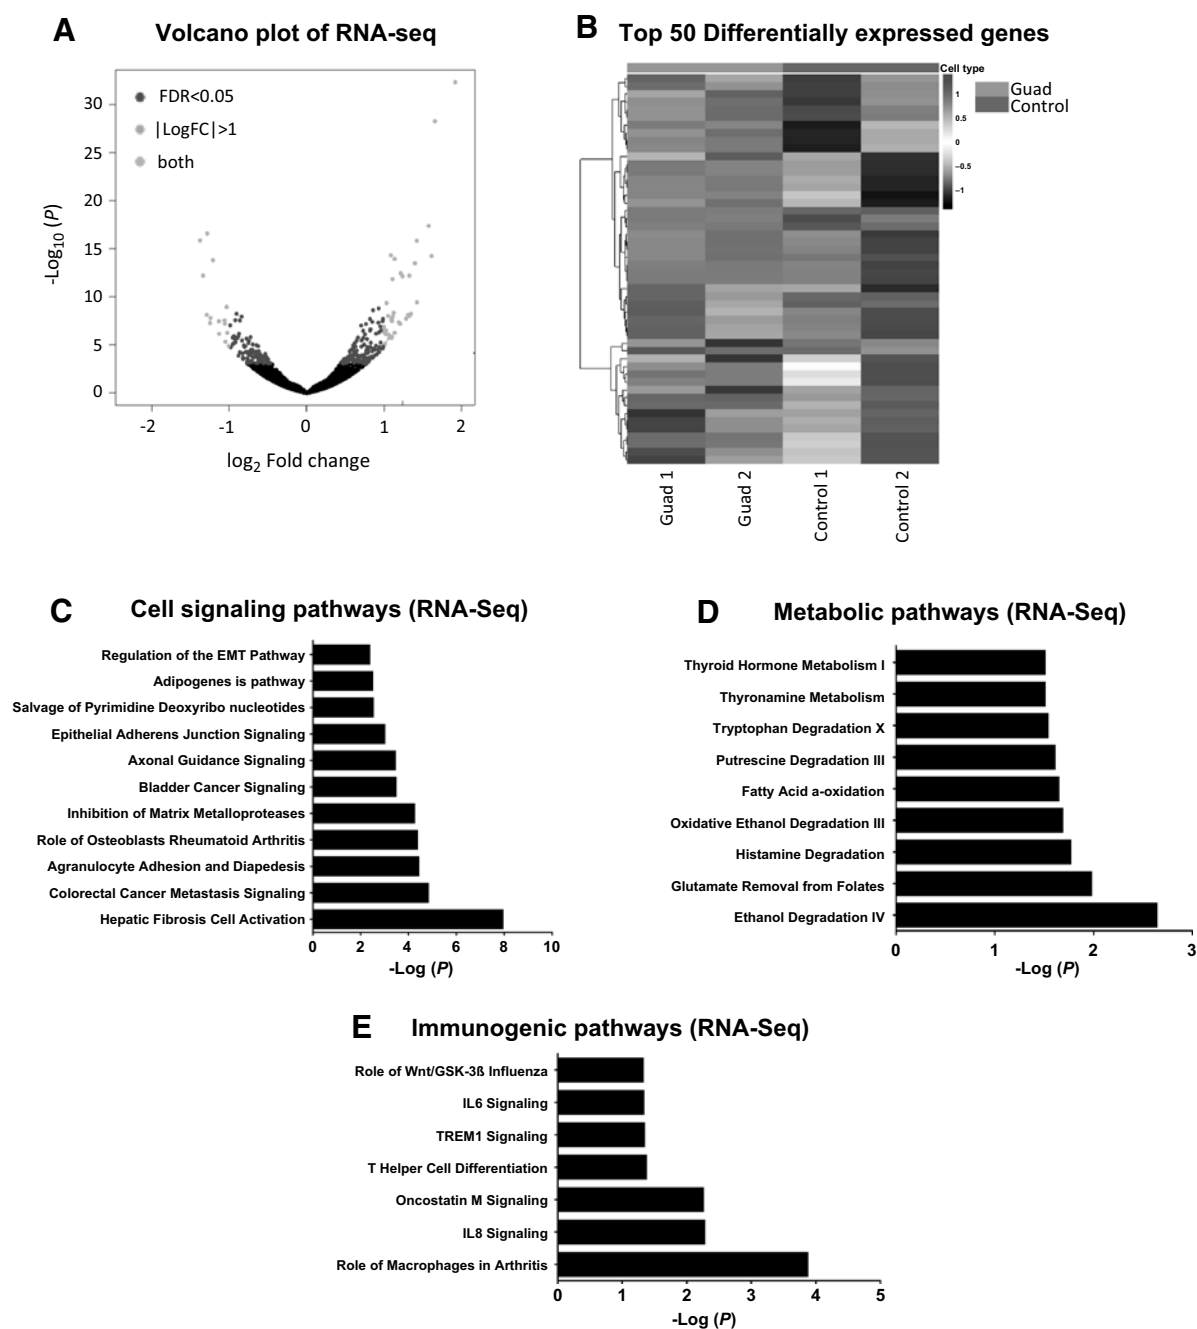 A Volcano plot of RNA-seq
FDR<0.05
|LogFC|>1
both
30
25
20
15
10
5
0
-Log10 (P)
-2 -1 0 1 2
log2 Fold change
B Top 50 Differentially expressed genes
Cell type
1
0.5
0
−0.5
−1
Guad
Control
Guad 1
Guad 2
Control 1
Control 2
C Cell signaling pathways (RNA-Seq)
Regulation of the EMT Pathway
Adipogenes is pathway
Salvage of Pyrimidine Deoxyribo nucleotides
Epithelial Adherens Junction Signaling
Axonal Guidance Signaling
Bladder Cancer Signaling
Inhibition of Matrix Metalloproteases
Role of Osteoblasts Rheumatoid Arthritis
Agranulocyte Adhesion and Diapedesis
Colorectal Cancer Metastasis Signaling
Hepatic Fibrosis Cell Activation
0 2 4 6 8 10
-Log (P)
D Metabolic pathways (RNA-Seq)
Thyroid Hormone Metabolism I
Thyronamine Metabolism
Tryptophan Degradation X
Putrescine Degradation III
Fatty Acid a-oxidation
Oxidative Ethanol Degradation III
Histamine Degradation
Glutamate Removal from Folates
Ethanol Degradation IV
0 1 2 3
-Log (P)
E Immunogenic pathways (RNA-Seq)
Role of Wnt/GSK-3ß Influenza
IL6 Signaling
TREM1 Signaling
T Helper Cell Differentiation
Oncostatin M Signaling
IL8 Signaling
Role of Macrophages in Arthritis
0 1 2 3 4 5
-Log (P)